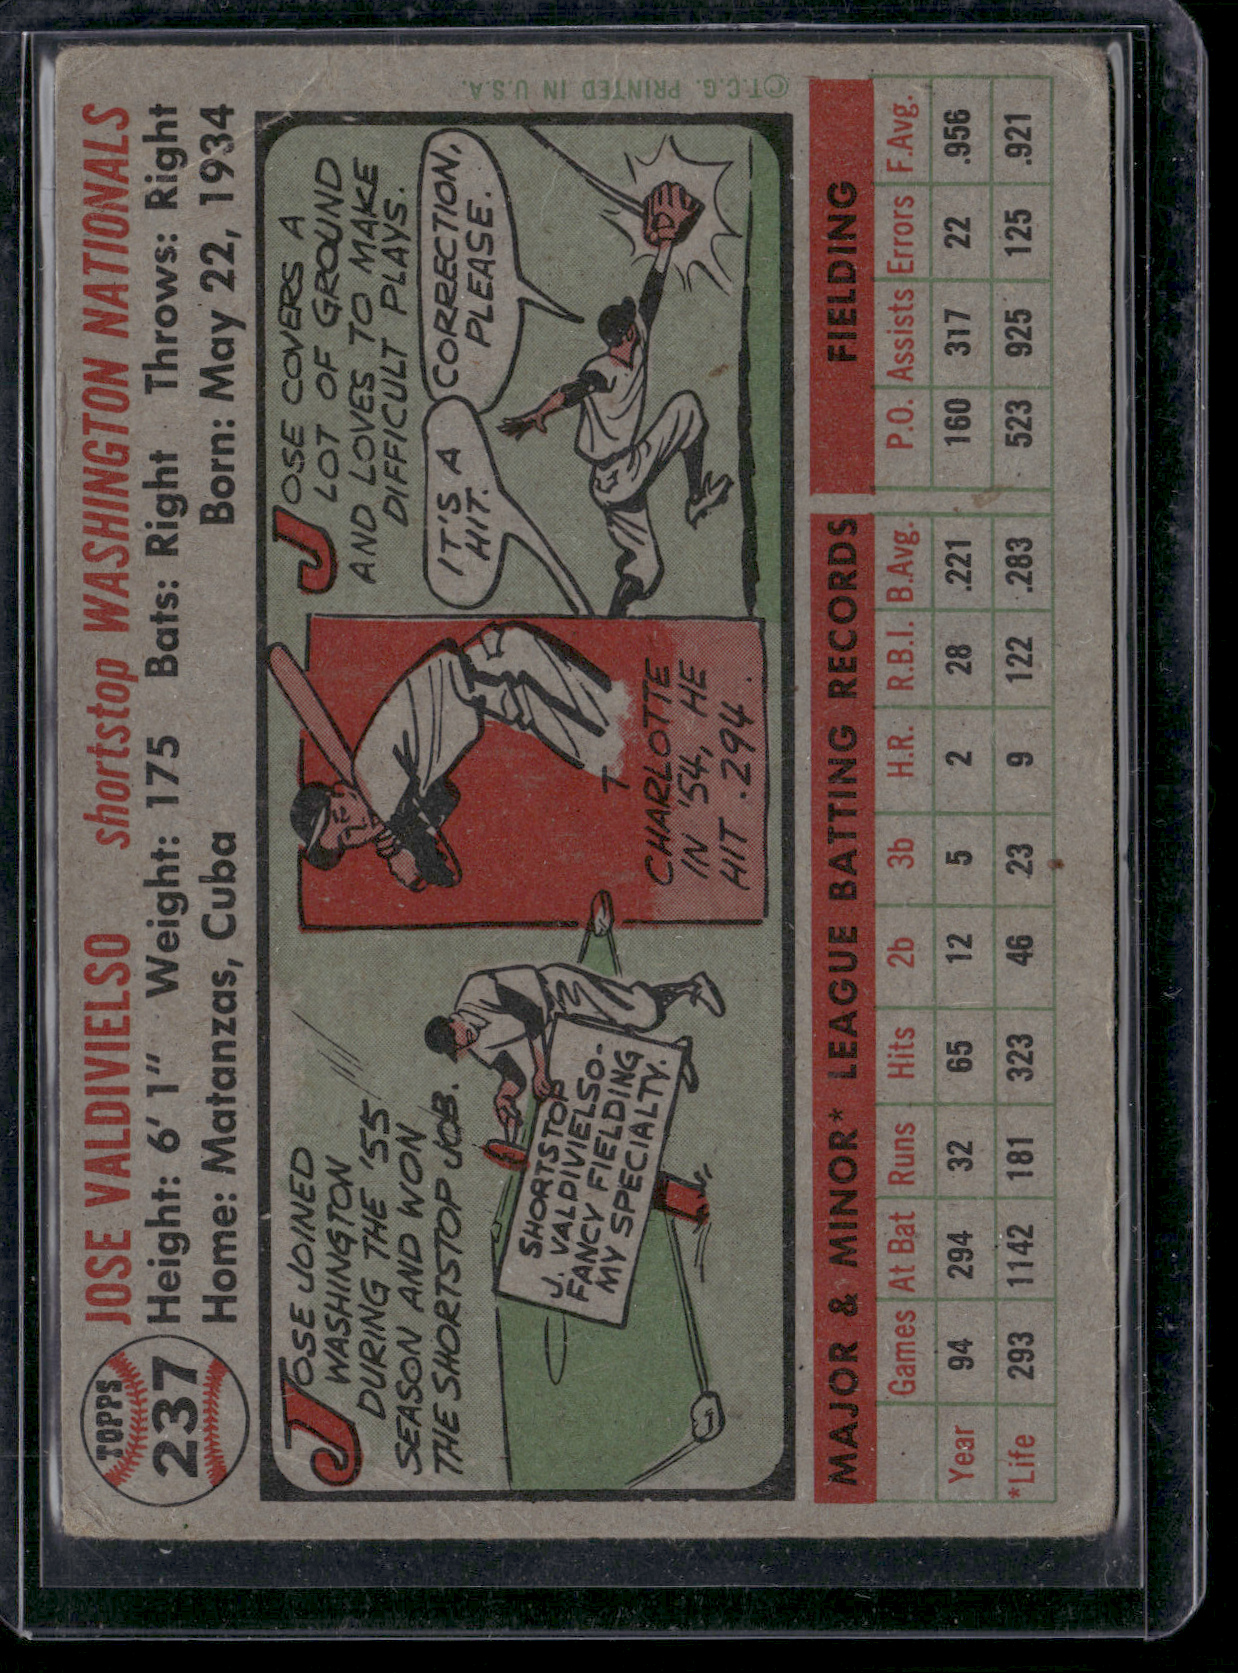 TOPPS
237
JOSE VALDIVIELSO shortstop WASHINGTON NATIONALS
Height: 6' 1" Weight: 175 Bats: Right Throws: Right
Home: Matanzas, Cuba Born: May 22, 1934
JOSE JOINED
WASHINGTON
DURING THE '55
SEASON AND WON
THE SHORTSTOP JOB.
SHORTSTOP
J. VALDIVIELSO-
FANCY FIELDING
MY SPECIALTY.
T
CHARLOTTE
IN '54, HE
HIT .294.
JOSE COVERS A
LOT OF GROUND
AND LOVES TO MAKE
DIFFICULT PLAYS.
IT'S A
HIT.
CORRECTION,
PLEASE.
©T.C.G. PRINTED IN U.S.A.
MAJOR & MINOR* LEAGUE BATTING RECORDS FIELDING
Games At Bat Runs Hits 2b 3b H.R. R.B.I. B.Avg. P.O. Assists Errors F.Avg.
Year 94 294 32 65 12 5 2 28 .221 160 317 22 .956
*Life 293 1142 181 323 46 23 9 122 .283 523 925 125 .921